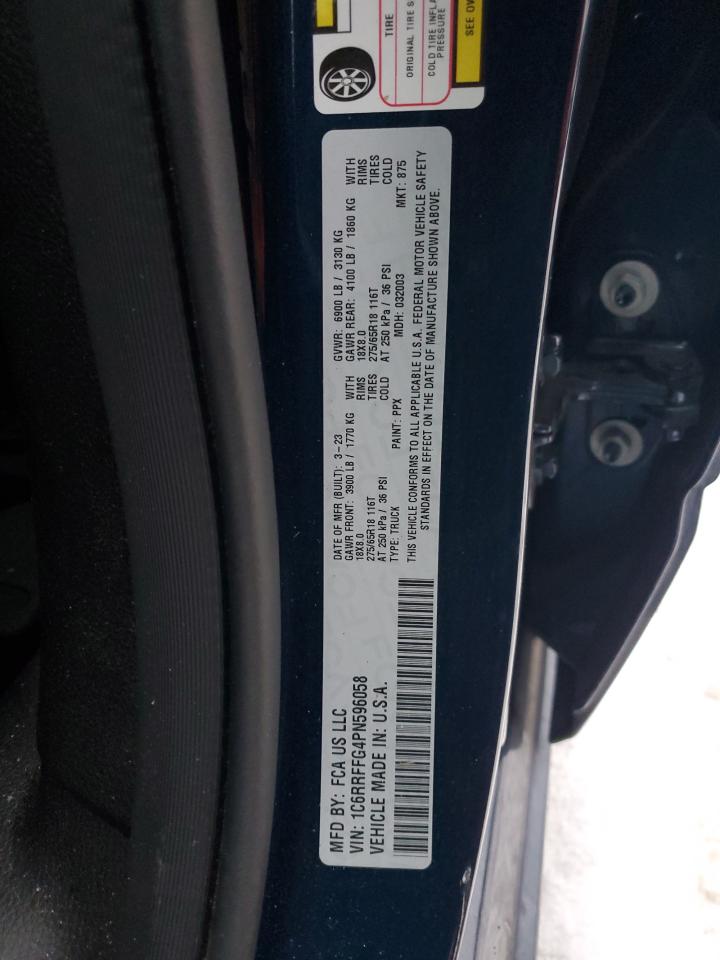 MFD BY: FCA US LLC
VIN: 1C6RRFFG4PN596058
VEHICLE MADE IN: U.S.A.
DATE OF MFR (BUILT): 3-23
GVWR: 6900 LB / 3130 KG
GAWR FRONT: 3900 LB / 1770 KG WITH
GAWR REAR: 4100 LB / 1860 KG WITH
18X8.0 RIMS
18X8.0 RIMS
275/65R18 116T TIRES
275/65R18 116T TIRES
AT 250 kPa / 36 PSI COLD
AT 250 kPa / 36 PSI COLD
TYPE: TRUCK PAINT: PPX MDH: 032003 MKT: 875
THIS VEHICLE CONFORMS TO ALL APPLICABLE U.S.A. FEDERAL MOTOR VEHICLE SAFETY
STANDARDS IN EFFECT ON THE DATE OF MANUFACTURE SHOWN ABOVE.
TIRE
ORIGINAL TIRE
COLD TIRE
PRESSURE
SEE